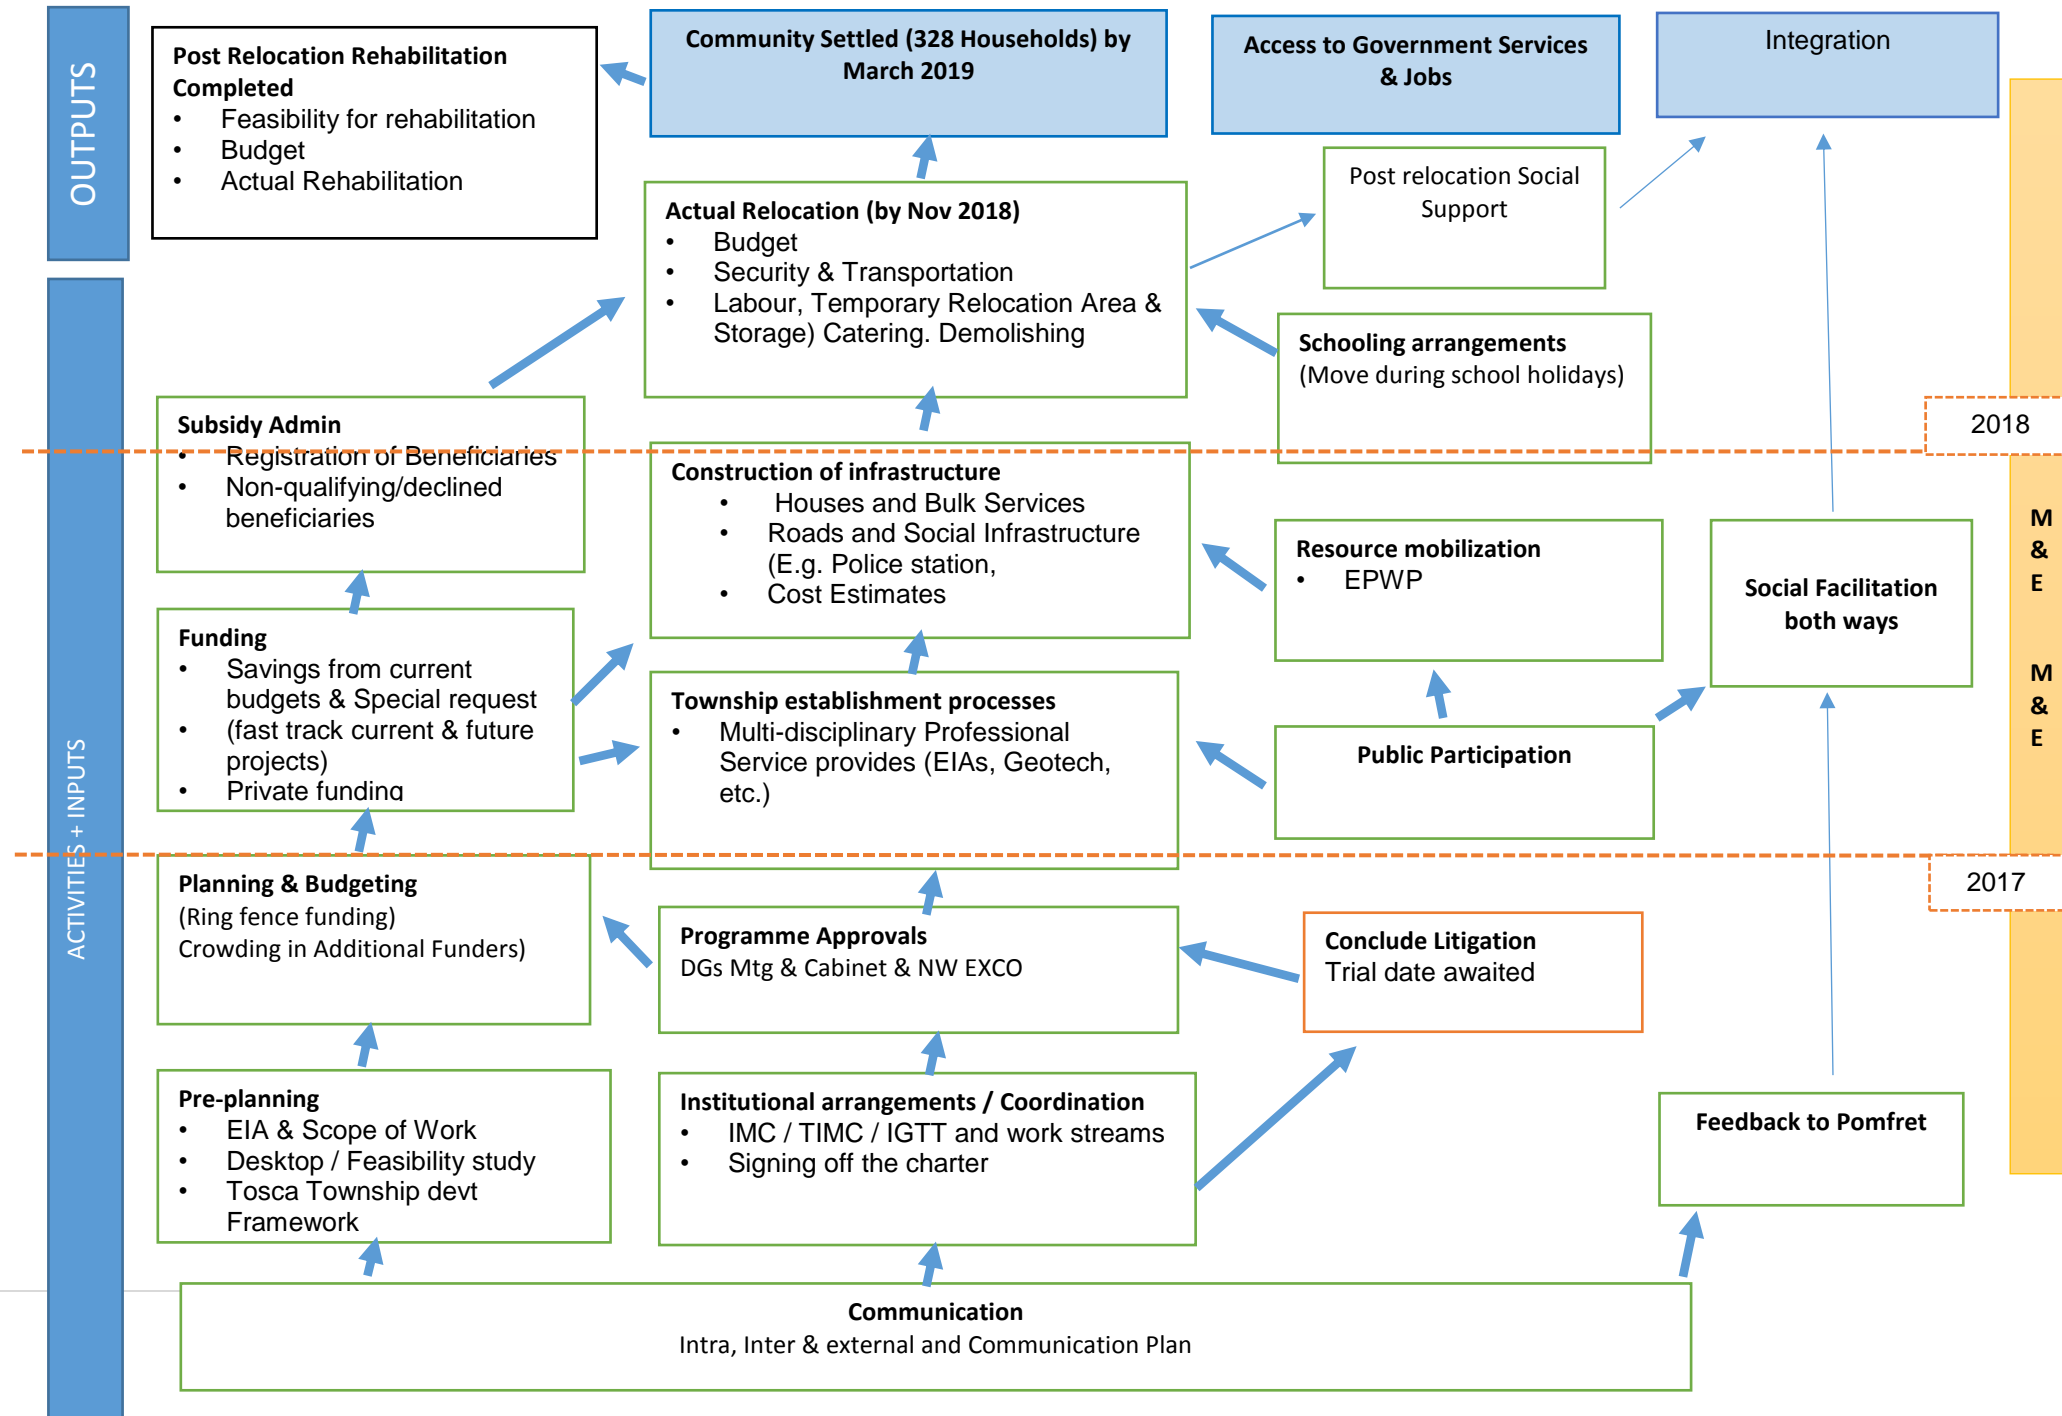 OUTPUTS
Post Relocation Rehabilitation
Completed
• Feasibility for rehabilitation
• Budget
• Actual Rehabilitation
Community Settled (328 Households) by
March 2019
Access to Government Services
& Jobs
Integration
Actual Relocation (by Nov 2018)
• Budget
• Security & Transportation
• Labour, Temporary Relocation Area &
Storage) Catering. Demolishing
Post relocation Social
Support
Schooling arrangements
(Move during school holidays)
2018
ACTIVITIES + INPUTS
Subsidy Admin
• Registration of Beneficiaries
• Non-qualifying/declined
beneficiaries
Construction of infrastructure
• Houses and Bulk Services
• Roads and Social Infrastructure
(E.g. Police station,
• Cost Estimates
Resource mobilization
• EPWP
Social Facilitation
both ways
M
&
E
M
&
E
Funding
• Savings from current
budgets & Special request
• (fast track current & future
projects)
• Private funding
Township establishment processes
• Multi-disciplinary Professional
Service provides (EIAs, Geotech,
etc.)
Public Participation
2017
Planning & Budgeting
(Ring fence funding)
Crowding in Additional Funders)
Programme Approvals
DGs Mtg & Cabinet & NW EXCO
Conclude Litigation
Trial date awaited
Pre-planning
• EIA & Scope of Work
• Desktop / Feasibility study
• Tosca Township devt
Framework
Institutional arrangements / Coordination
• IMC / TIMC / IGTT and work streams
• Signing off the charter
Feedback to Pomfret
Communication
Intra, Inter & external and Communication Plan